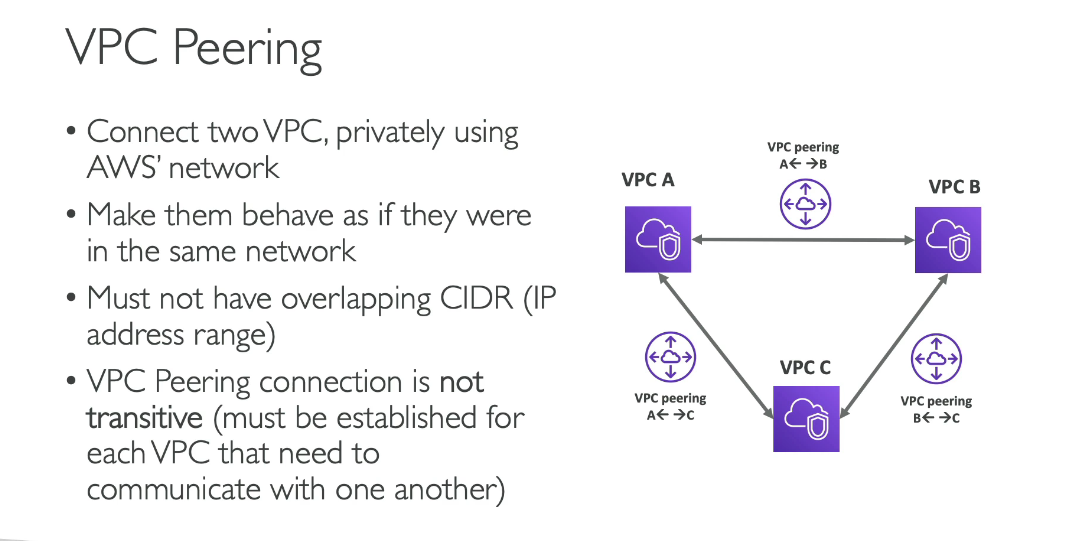 VPC Peering
• Connect two VPC, privately using
AWS’ network
• Make them behave as if they were
in the same network
• Must not have overlapping CIDR (IP
address range)
• VPC Peering connection is not
transitive (must be established for
each VPC that need to
communicate with one another)
VPC peering
A← →B
VPC A
VPC B
VPC peering
A← →C
VPC C
VPC peering
B← →C